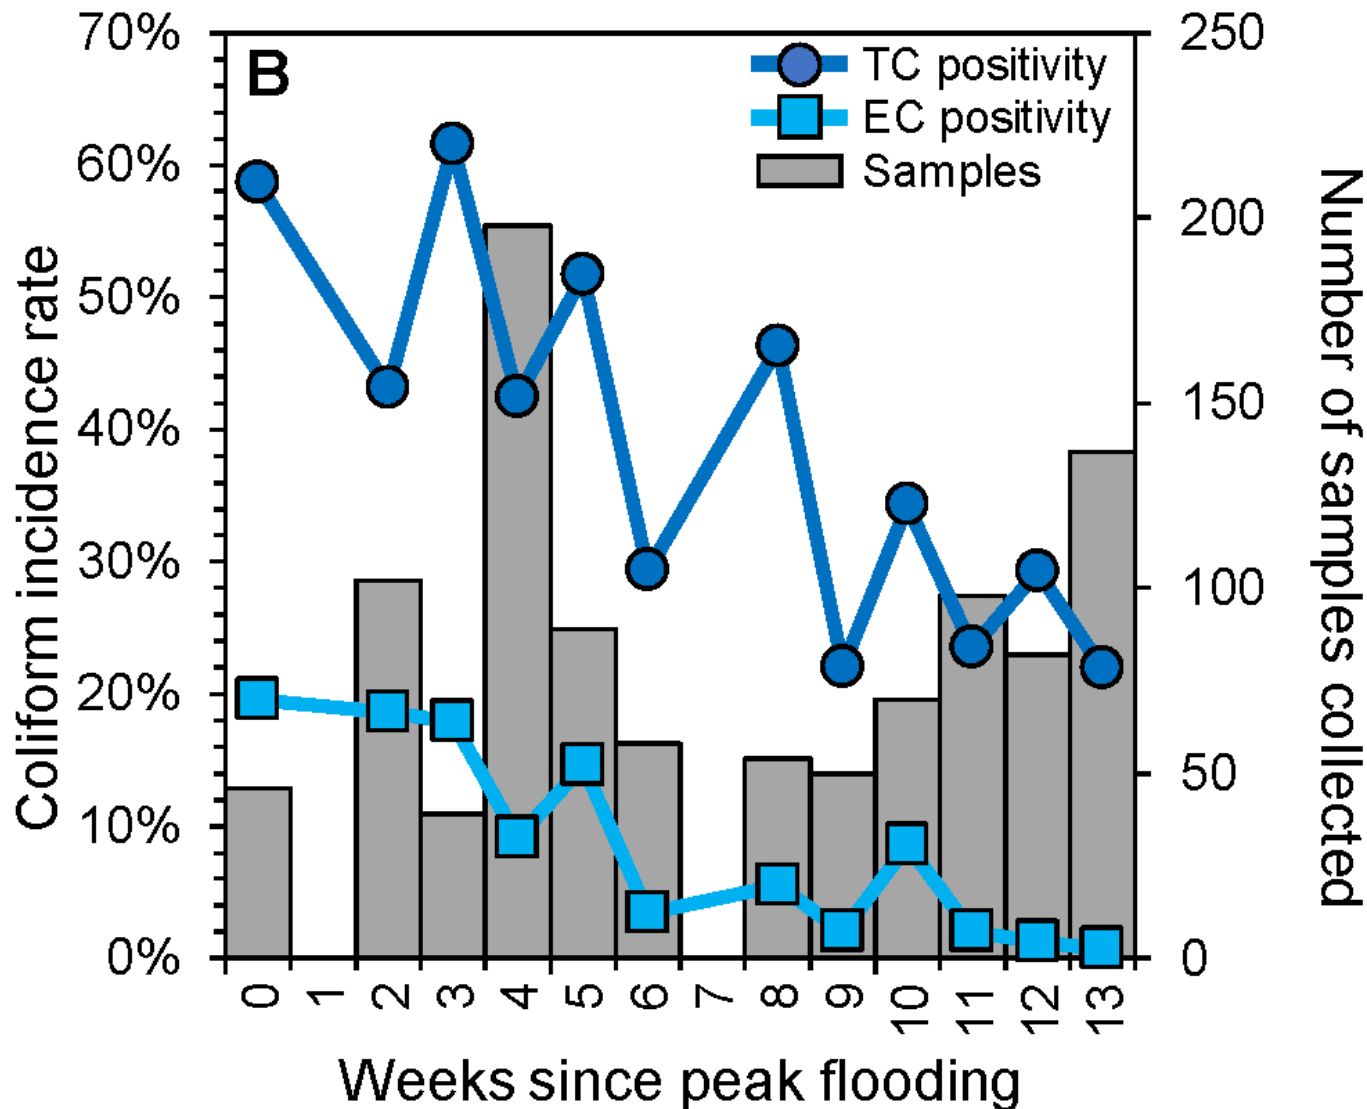 B
TC positivity
EC positivity
Samples
70%
60%
50%
40%
30%
20%
10%
0%
Coliform incidence rate
250
200
150
100
50
0
Number of samples collected
0 1 2 3 4 5 6 7 8 9 10 11 12 13
Weeks since peak flooding